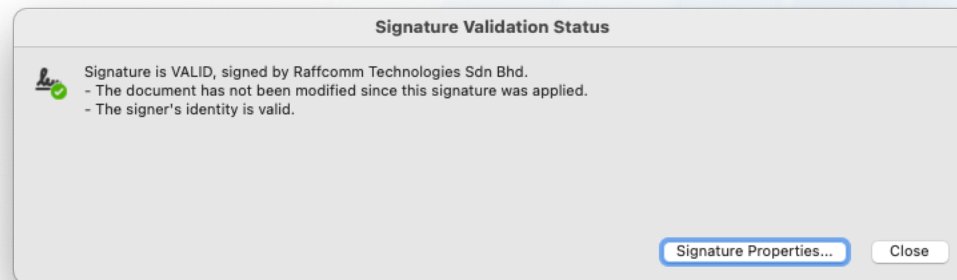 Signature Validation Status
Signature is VALID, signed by Raffcomm Technologies Sdn Bhd.
- The document has not been modified since this signature was applied.
- The signer's identity is valid.
Signature Properties...
Close